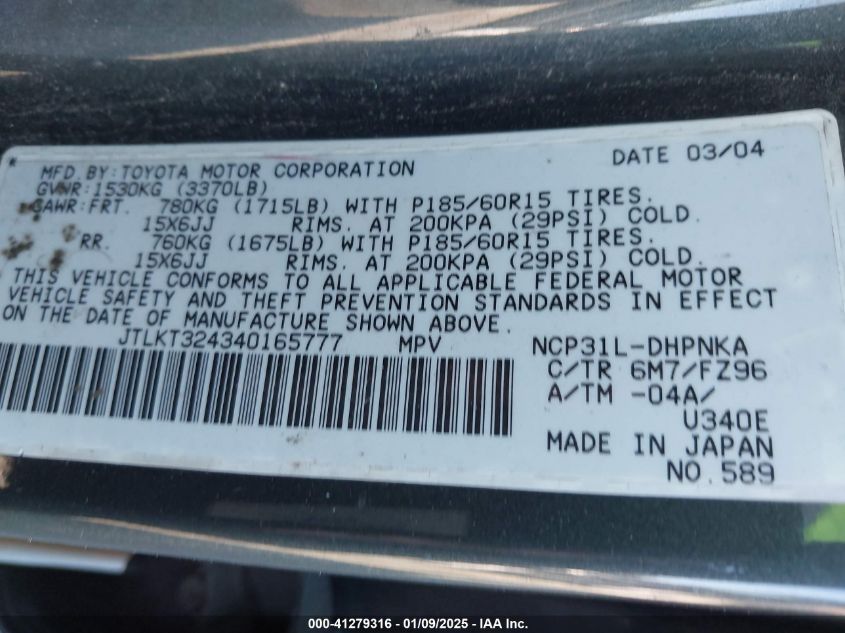 MFD.BY:TOYOTA MOTOR CORPORATION DATE 03/04
GVWR:1530KG (3370LB)
GAWR:FRT. 780KG (1715LB) WITH P185/60R15 TIRES.
15X6JJ RIMS. AT 200KPA (29PSI) COLD.
RR. 760KG (1675LB) WITH P185/60R15 TIRES.
15X6JJ RIMS. AT 200KPA (29PSI) COLD.
THIS VEHICLE CONFORMS TO ALL APPLICABLE FEDERAL MOTOR
VEHICLE SAFETY AND THEFT PREVENTION STANDARDS IN EFFECT
ON THE DATE OF MANUFACTURE SHOWN ABOVE.
JTLKT324340165777 MPV NCP31L-DHPNKA
C/TR 6M7/FZ96
A/TM -04A/
U340E
MADE IN JAPAN
NO.589
000-41279316 - 01/09/2025 - IAA Inc.